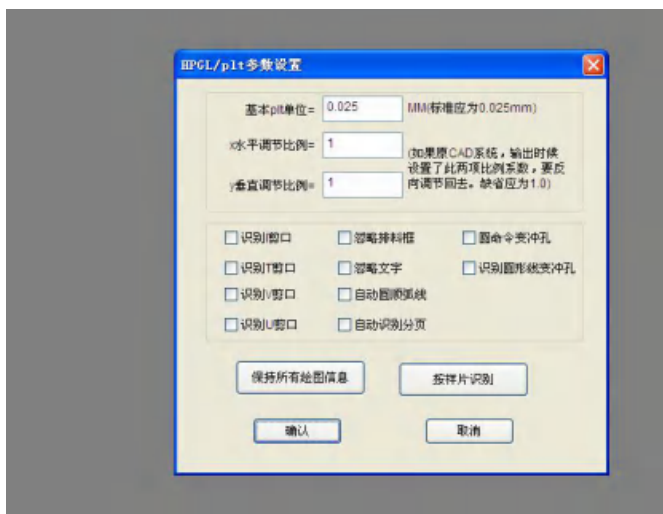 HPGL/plt参数设置
基本plt单位= 0.025 MM(标准应为0.025mm)
x水平调节比例= 1
(如果原CAD系统，输出时候
设置了此两项比例系数，要反
y垂直调节比例= 1 向调节回去。缺省应为1.0)
识别I剪口 忽略排料框 圆命令变冲孔
识别T剪口 忽略文字 识别圆形线变冲孔
识别V剪口 自动圆顺弧线
识别U剪口 自动识别分页
保持所有绘图信息 按样片识别
确认 取消